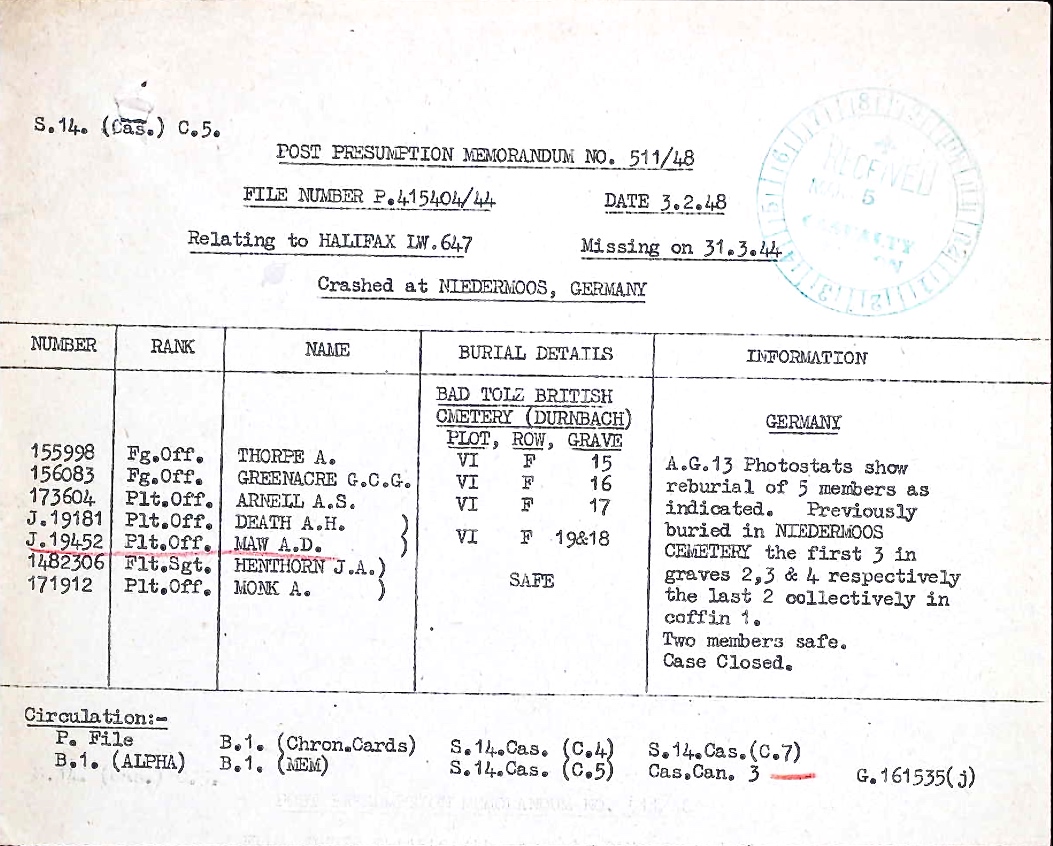 S.14. (Cas.) C.5.
POST PRESUMPTION MEMORANDUM NO. 511/48
FILE NUMBER P.415404/44 DATE 3.2.48
Relating to HALIFAX LW.647 Missing on 31.3.44
Crashed at NIEDERMOOS, GERMANY
RECEIVED
5
CASUALTY
NUMBER RANK NAME BURIAL DETAILS INFORMATION
BAD TOLZ BRITISH
CMETERY (DURNBACH) GERMANY
PLOT, ROW, GRAVE
155998 Fg.Off. THORPE A. VI F 15 A.G.13 Photostats show
156083 Fg.Off. GREENACRE G.C.G. VI F 16 reburial of 5 members as
173604 Plt.Off. ARNELL A.S. VI F 17 indicated. Previously
J.19181 Plt.Off. DEATH A.H. ) buried in NIEDERMOOS
J.19452 Plt.Off. MAW A.D. ) VI F 19&18 CEMETERY the first 3 in
1482306 Flt.Sgt. HENTHORN J.A.) SAFE graves 2,3 & 4 respectively
171912 Plt.Off. MONK A. ) the last 2 collectively in
coffin 1.
Two members safe.
Case Closed.
Circulation:-
P. File B.1. (Chron.Cards) S.14.Cas. (C.4) S.14.Cas.(C.7)
B.1. (ALPHA) B.1. (MEM) S.14.Cas. (C.5) Cas.Can. 3 G.161535(j)